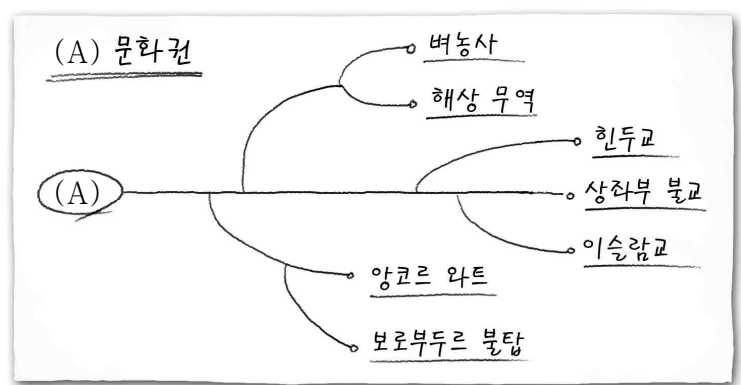 (A) 문화권
벼농사
해상 무역
힌두교
(A)
상좌부 불교
이슬람교
앙코르 와트
보로부두르 불탑